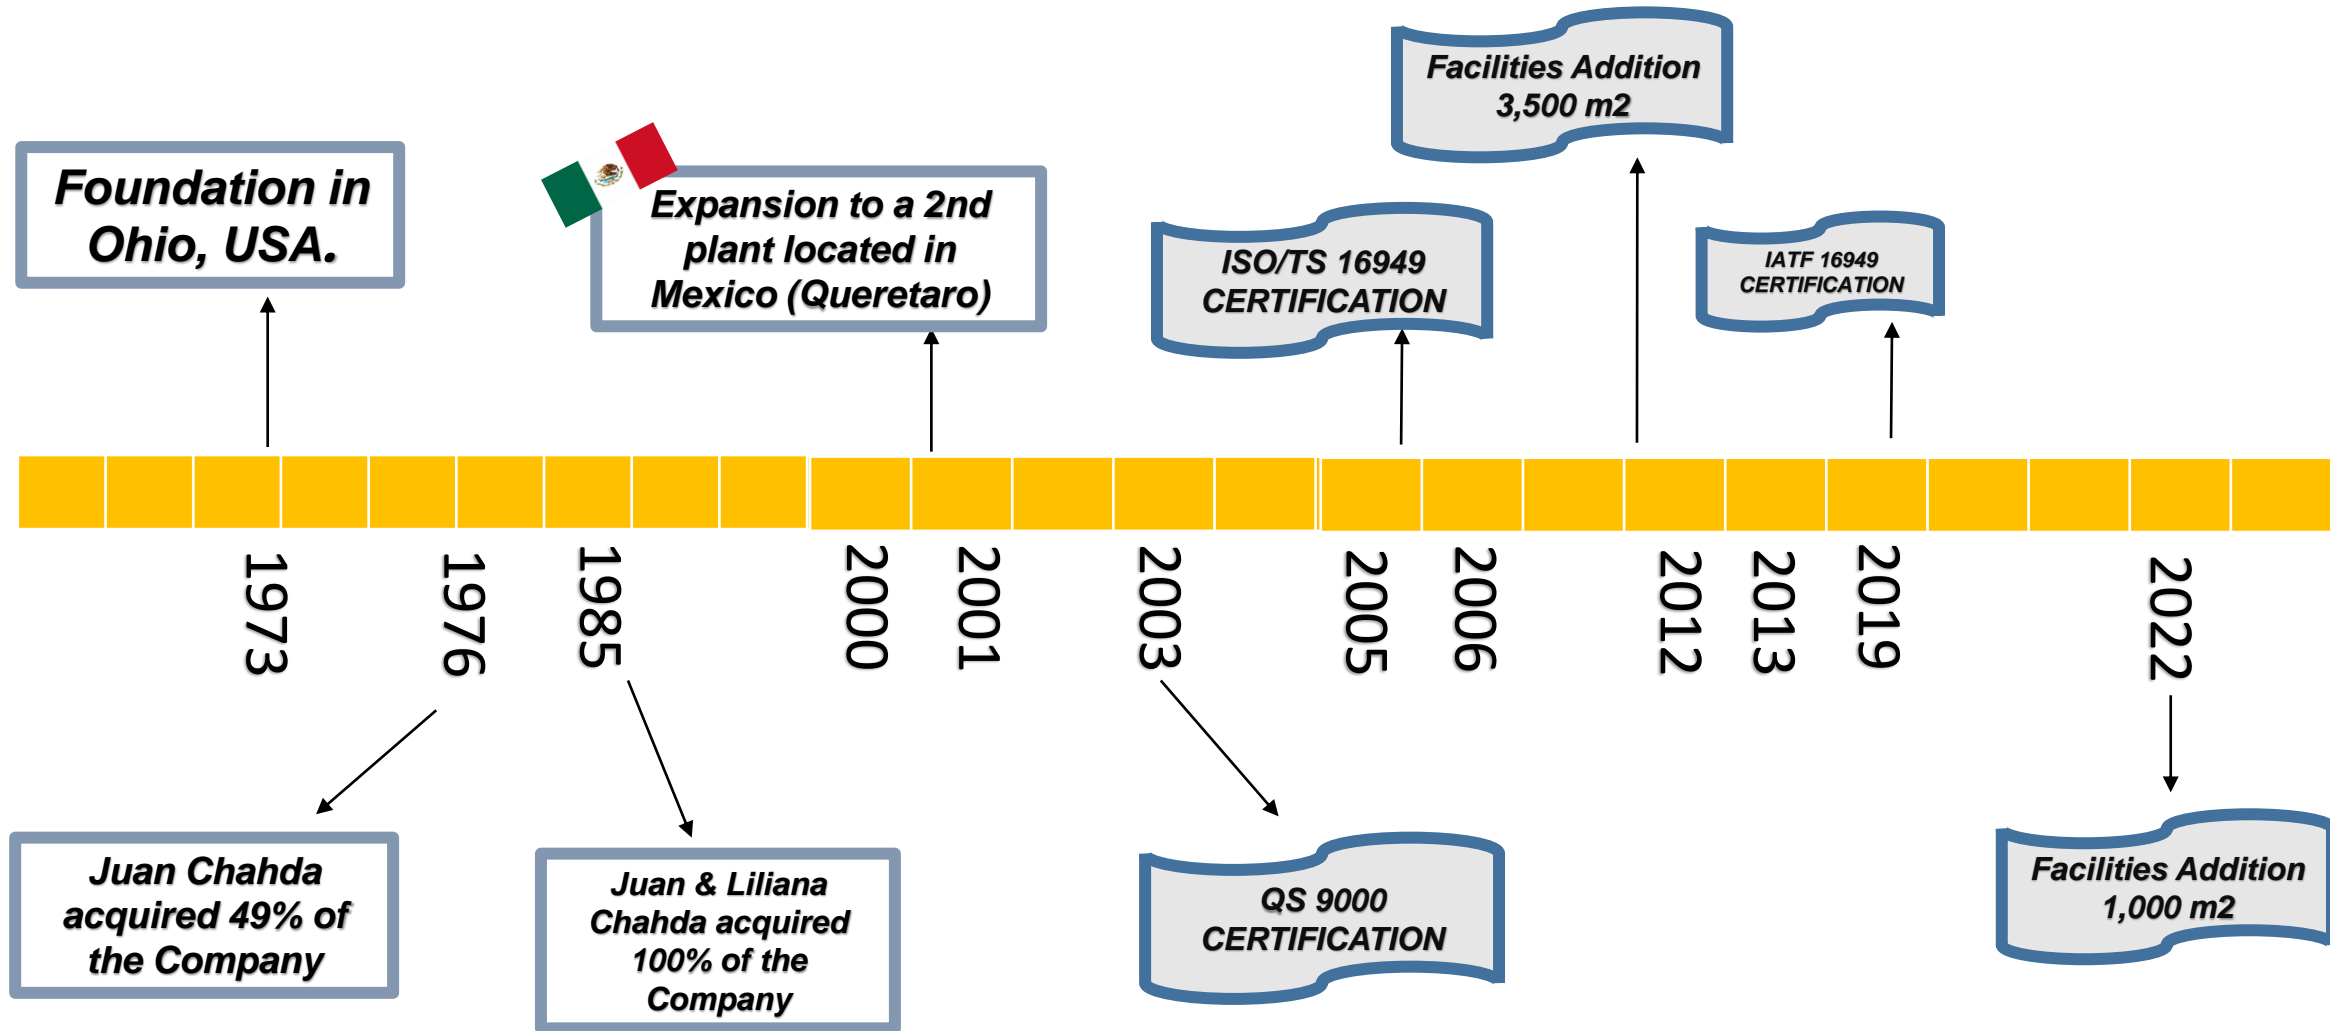 Facilities Addition
3,500 m2
Foundation in
Ohio, USA.
Expansion to a 2nd
plant located in
Mexico (Queretaro)
ISO/TS 16949
CERTIFICATION
IATF 16949
CERTIFICATION
1973
1976
1985
2000
2001
2003
2005
2006
2012
2013
2019
2022
Juan Chahda
acquired 49% of
the Company
Juan & Liliana
Chahda acquired
100% of the
Company
QS 9000
CERTIFICATION
Facilities Addition
1,000 m2